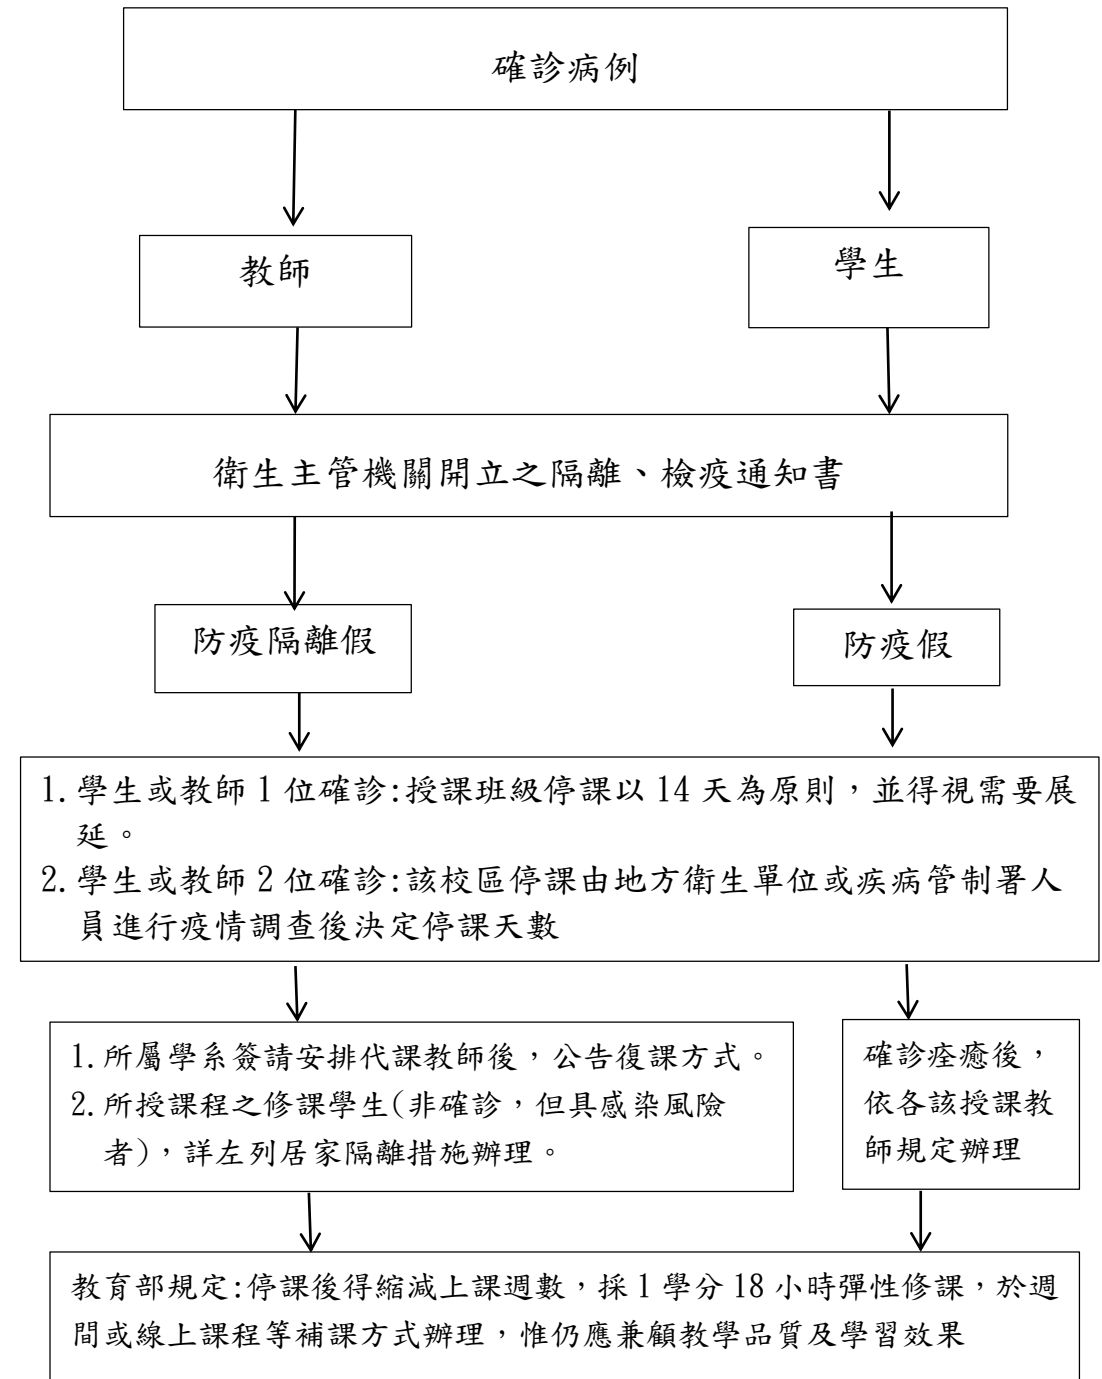 確診病例
教師
學生
衛生主管機關開立之隔離、檢疫通知書
防疫隔離假
防疫假
1.學生或教師1位確診:授課班級停課以14天為原則，並得視需要展
延。
2.學生或教師2位確診:該校區停課由地方衛生單位或疾病管制署人
員進行疫情調查後決定停課天數
1.所屬學系簽請安排代課教師後，公告復課方式。
2.所授課程之修課學生(非確診，但具感染風險
者)，詳左列居家隔離措施辦理。
確診痊癒後，
依各該授課教
師規定辦理
教育部規定:停課後得縮減上課週數，採1學分18小時彈性修課，於週
間或線上課程等補課方式辦理，惟仍應兼顧教學品質及學習效果